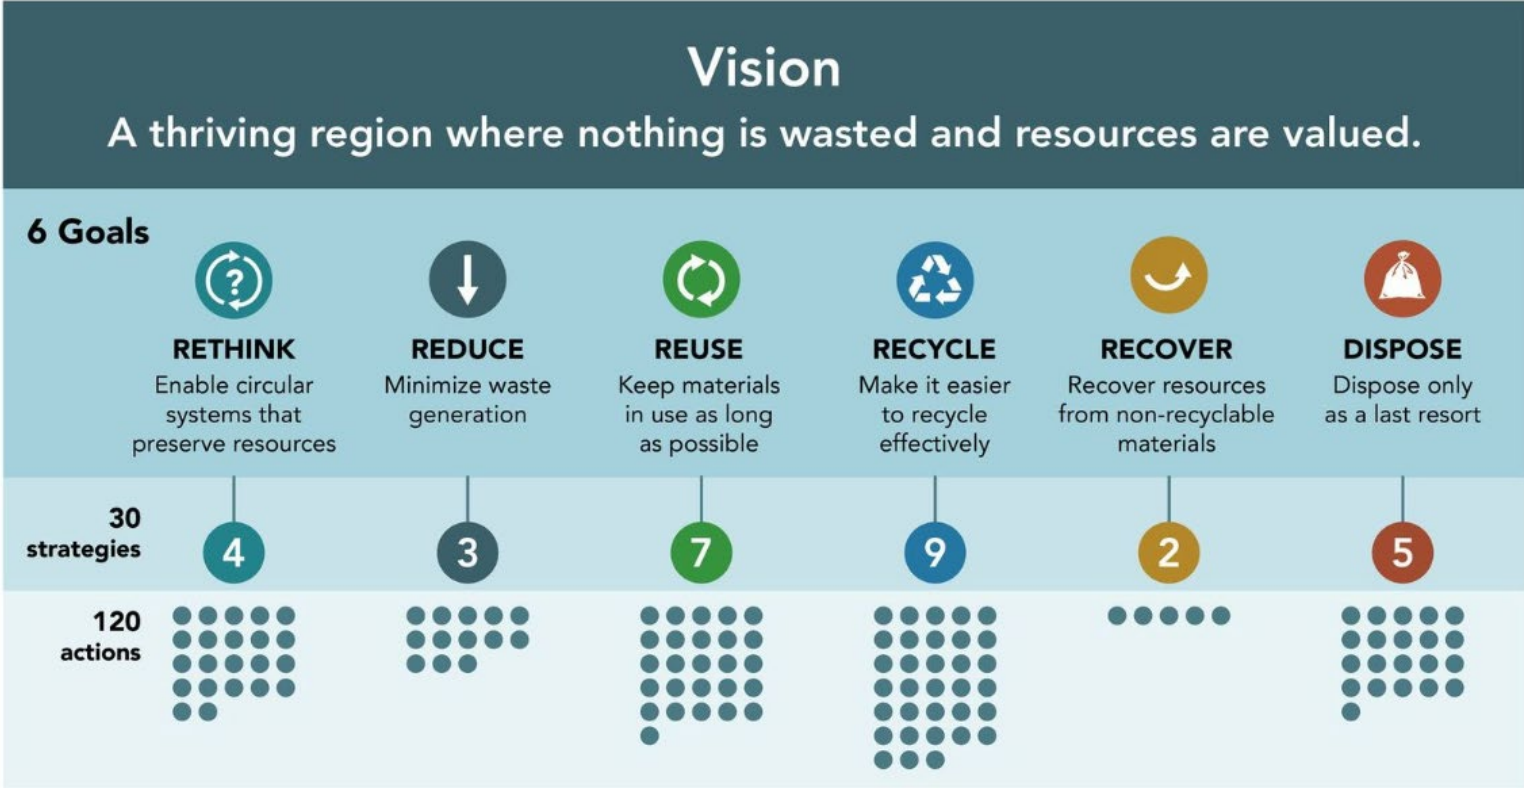 Vision
A thriving region where nothing is wasted and resources are valued.
6 Goals
?
RETHINK
Enable circular
systems that
preserve resources
REDUCE
Minimize waste
generation
REUSE
Keep materials
in use as long
as possible
RECYCLE
Make it easier
to recycle
effectively
RECOVER
Recover resources
from non-recyclable
materials
DISPOSE
Dispose only
as a last resort
30
strategies
4
3
7
9
2
5
120
actions